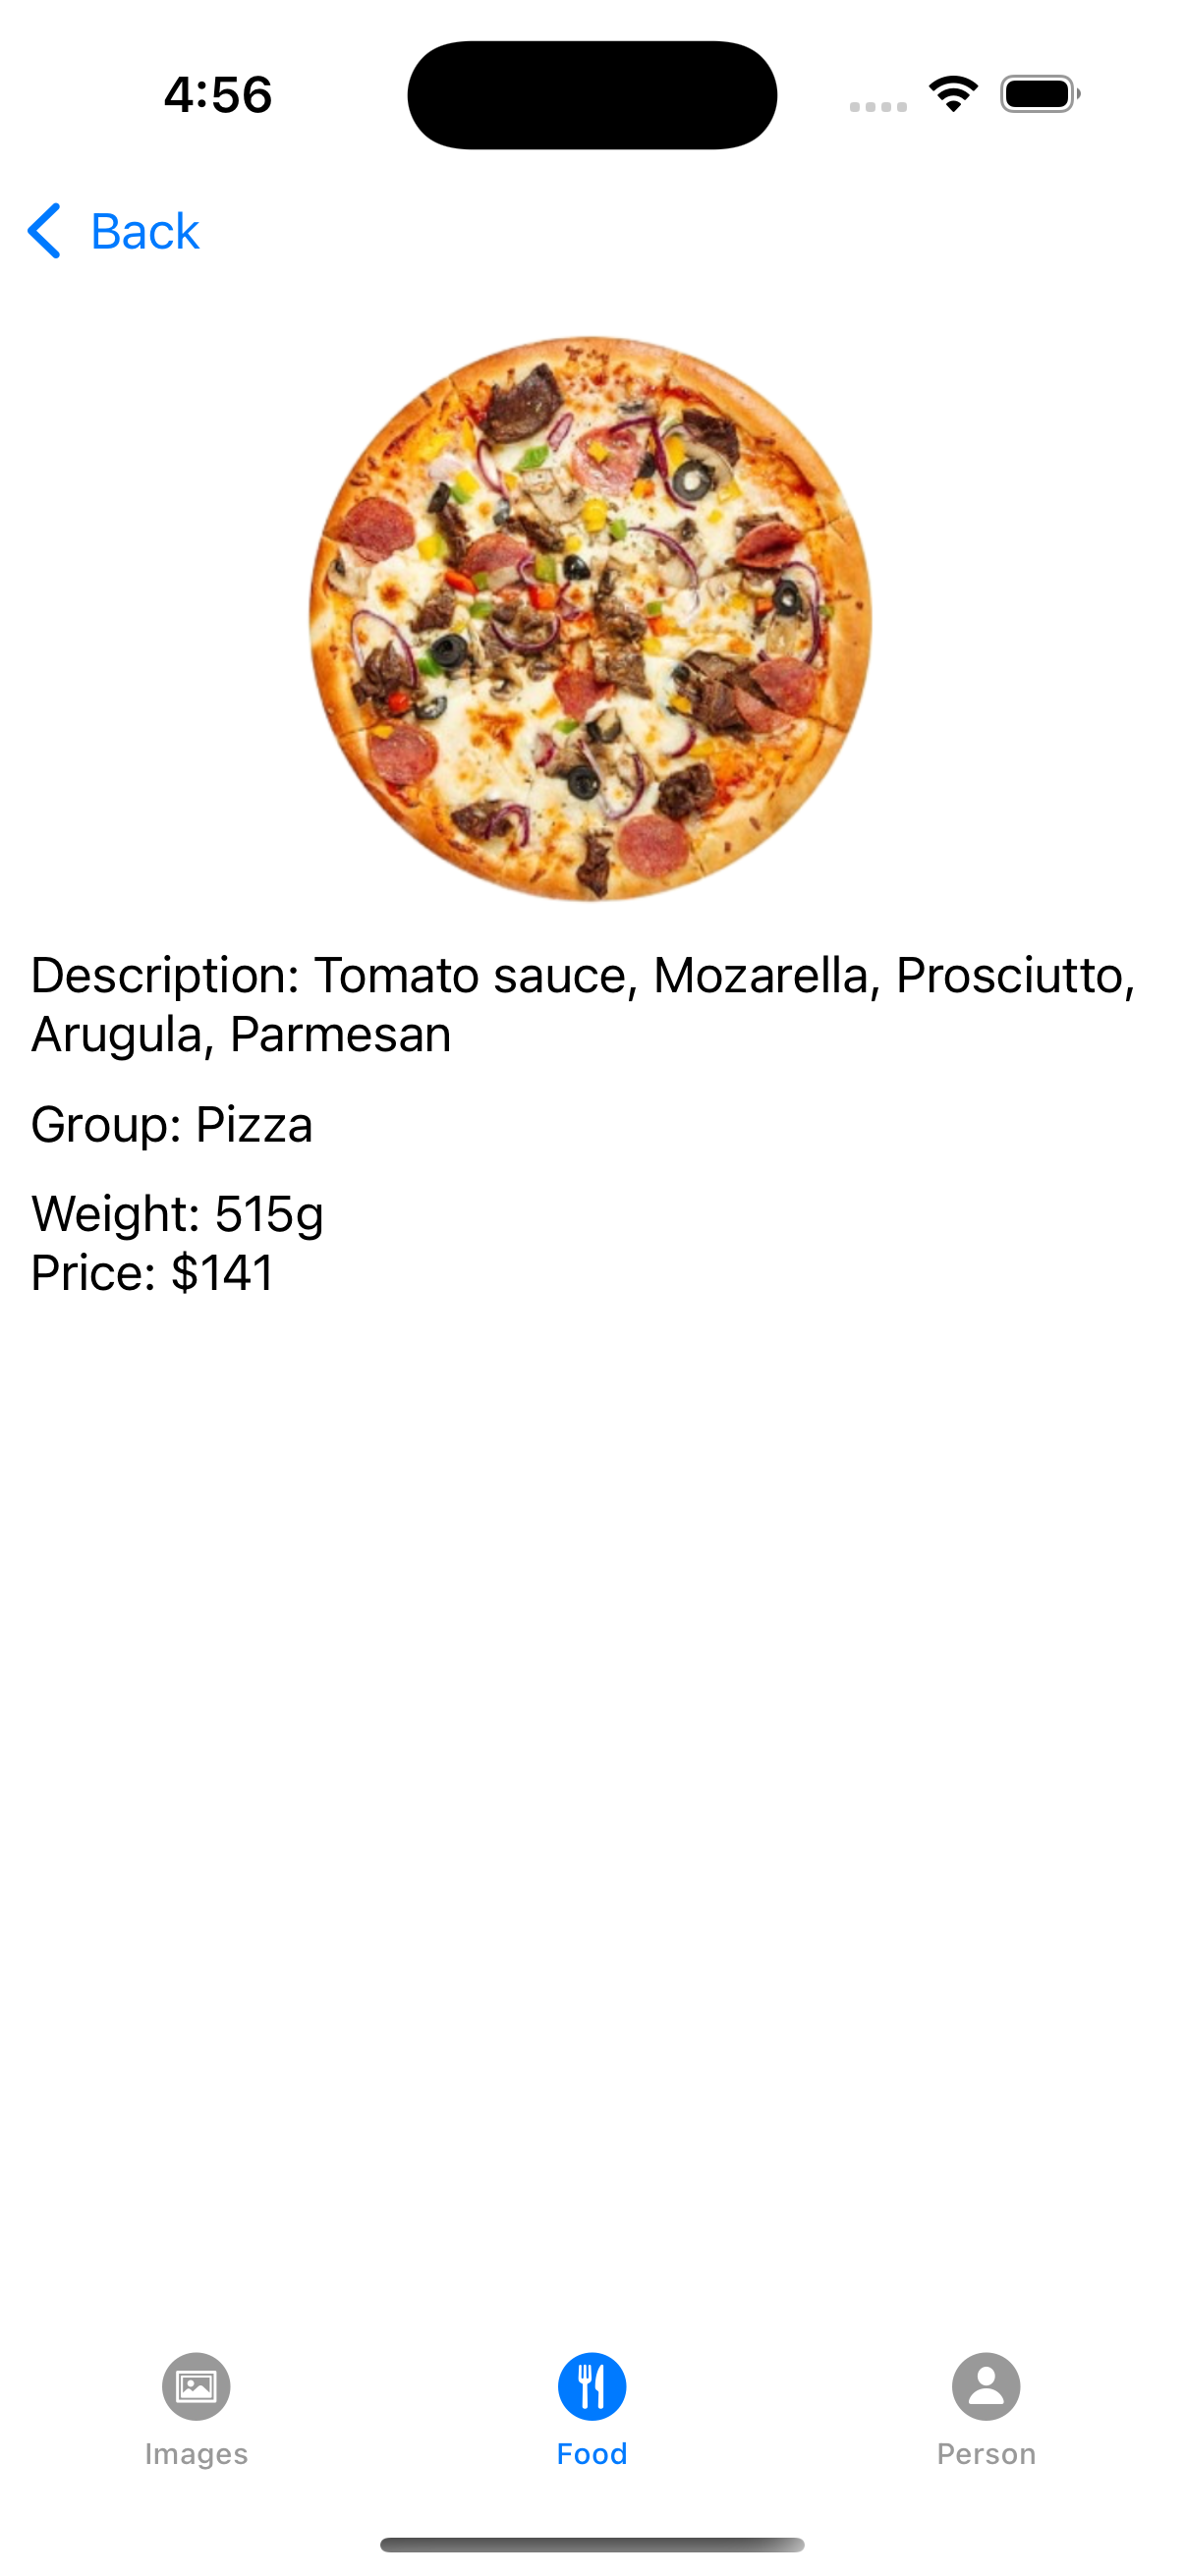 4:56
Back
Description: Tomato sauce, Mozarella, Prosciutto,
Arugula, Parmesan
Group: Pizza
Weight: 515g
Price: $141
Images
Food
Person